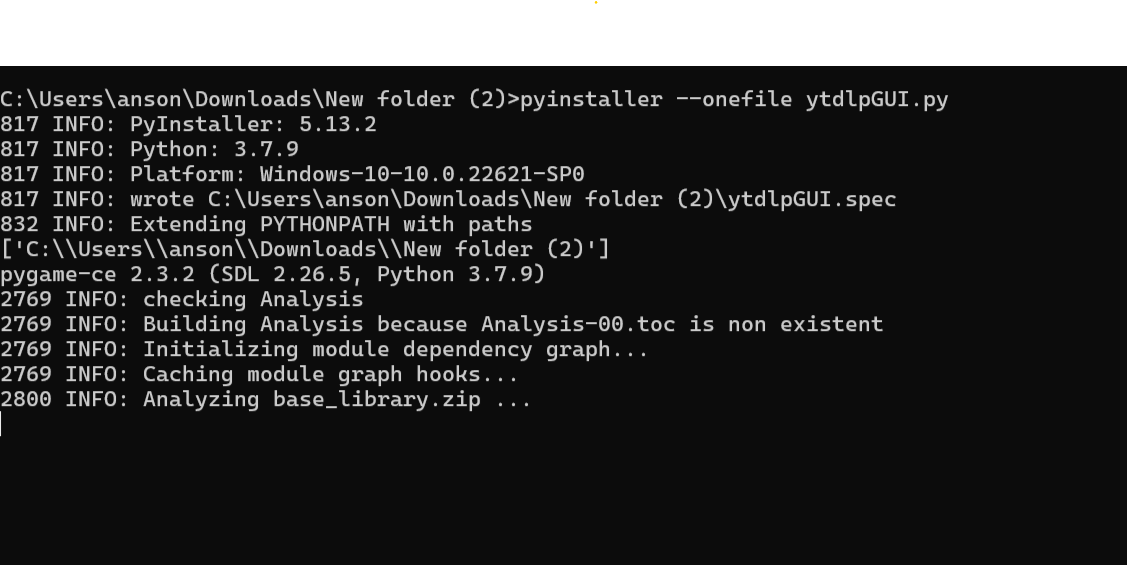 C:\Users\anson\Downloads\New folder (2)>pyinstaller --onefile ytdlpGUI.py
817 INFO: PyInstaller: 5.13.2
817 INFO: Python: 3.7.9
817 INFO: Platform: Windows-10-10.0.22621-SP0
817 INFO: wrote C:\Users\anson\Downloads\New folder (2)\ytdlpGUI.spec
832 INFO: Extending PYTHONPATH with paths
['C:\\Users\\anson\\Downloads\\New folder (2)']
pygame-ce 2.3.2 (SDL 2.26.5, Python 3.7.9)
2769 INFO: checking Analysis
2769 INFO: Building Analysis because Analysis-00.toc is non existent
2769 INFO: Initializing module dependency graph...
2769 INFO: Caching module graph hooks...
2800 INFO: Analyzing base_library.zip ...